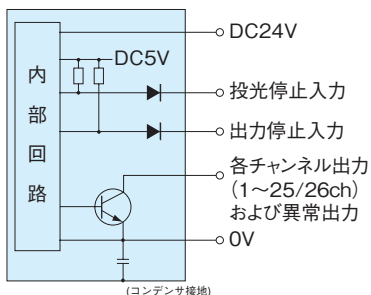 DC24V
DC5V
内部回路
投光停止入力
出力停止入力
各チャンネル出力
(1～25/26ch)
および異常出力
0V
(コンデンサ接地)